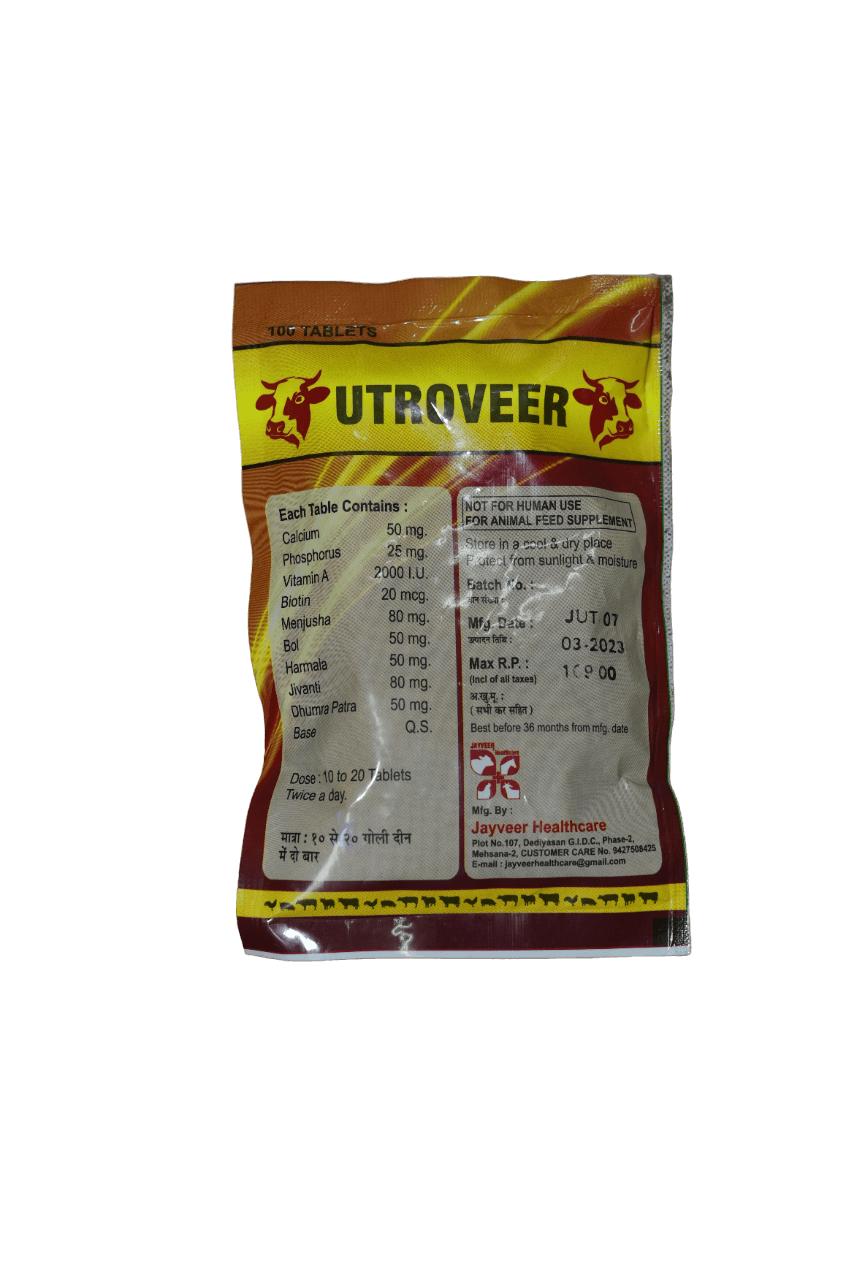 100 TABLETS
UTROVEER
Each Table Contains :
Calcium 50 mg.
Phosphorus 25 mg.
Vitamin A 2000 I.U.
Biotin 20 mcg.
Menjusha 80 mg.
Bol 50 mg.
Harmala 50 mg.
Jivanti 80 mg.
Dhumra Patra 50 mg.
Base Q.S.
Dose : 10 to 20 Tablets
Twice a day.
मात्रा : १० से २० गोली दीन
में दो बार
NOT FOR HUMAN USE
FOR ANIMAL FEED SUPPLEMENT
Store in a cool & dry place
Protect from sunlight & moisture
Batch No. :
Mfg. Date : JUT 07
उत्पादन तिथि : 03-2023
Max R.P. :
(Incl of all taxes)
अ.खु.मू. :
( सभी कर सहित )
Best before 36 months from mfg. date
JAYVEER
Healthcare
Mfg. By :
Jayveer Healthcare
Plot No.107, Dediyasan G.I.D.C., Phase-2,
Mehsana-2, CUSTOMER CARE No. 9427508425
E-mail : jayveerhealthcare@gmail.com